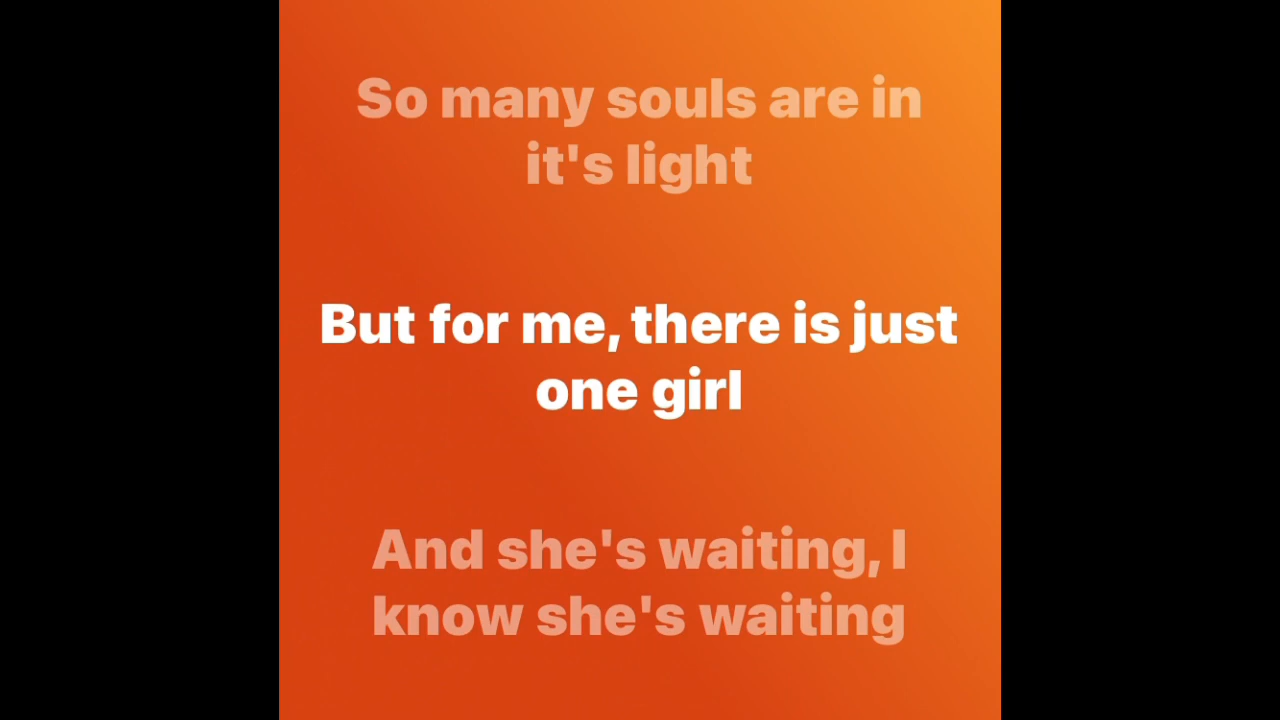 So many souls are in
it's light
But for me, there is just
one girl
And she's waiting, I
know she's waiting